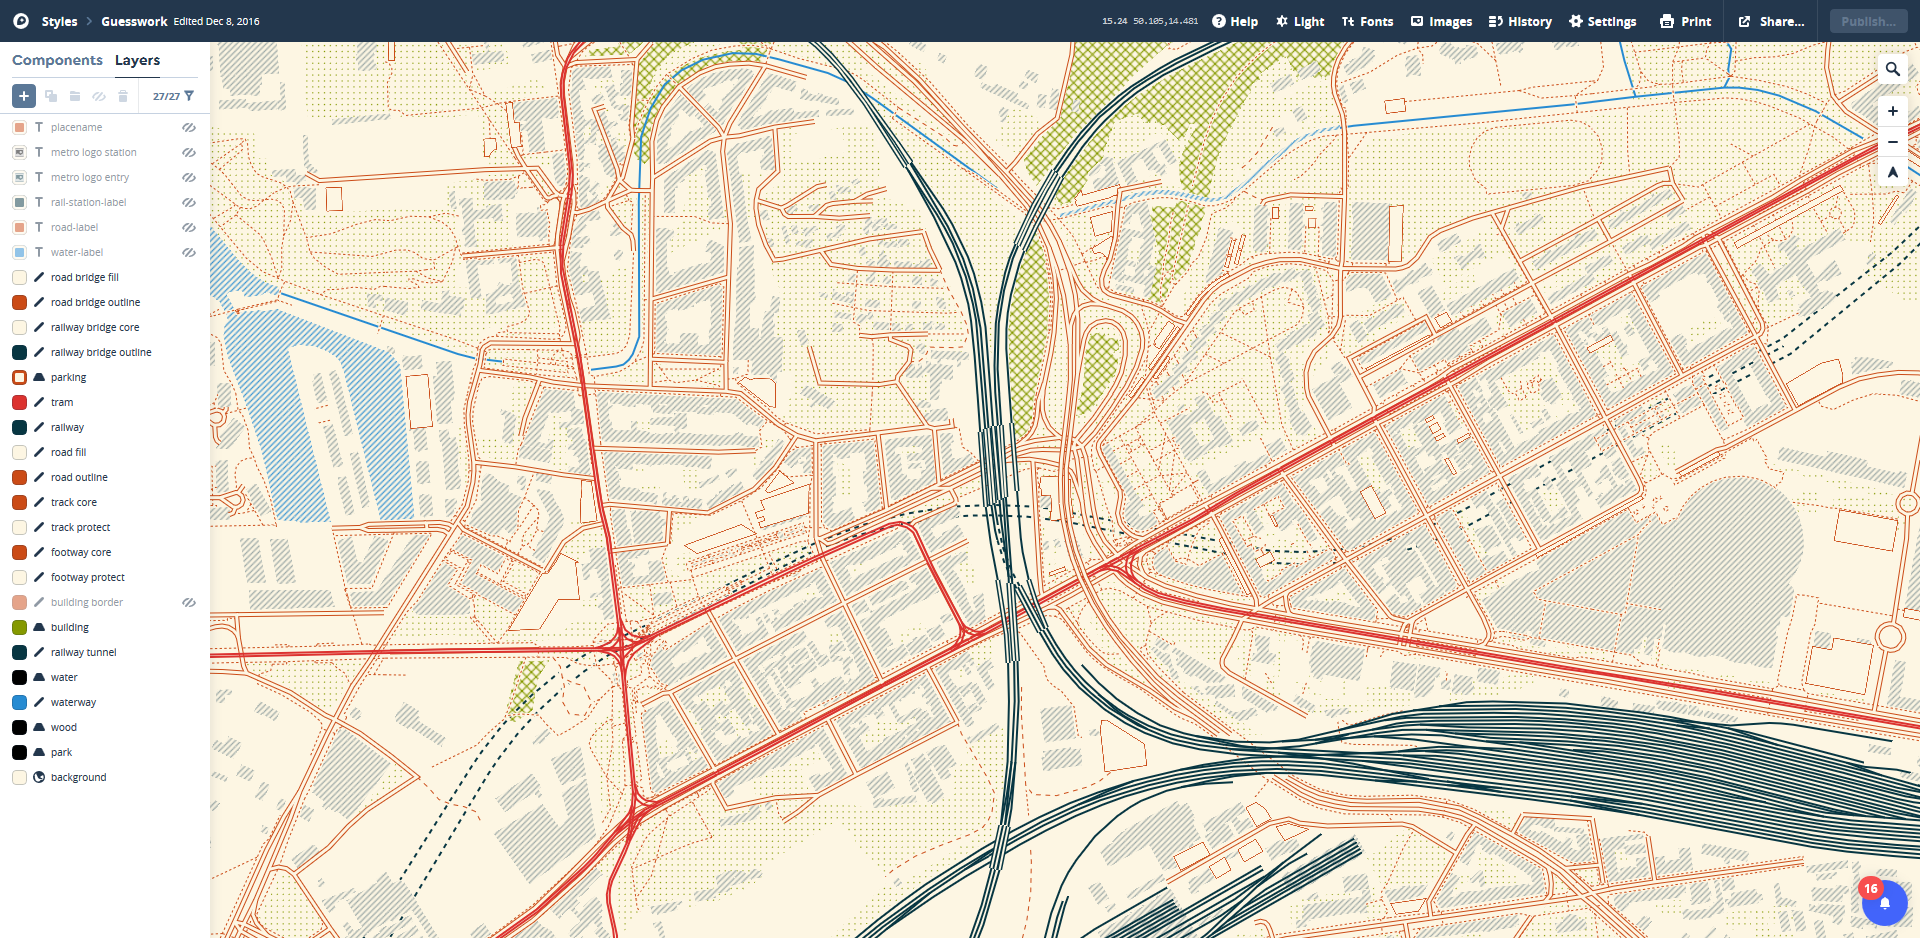 Styles > Guesswork Edited Dec 8, 2016
15.24 50.105,14.481
Help Light Fonts Images History Settings Print Share... Publish...
Components Layers
27/27
T placename
T metro logo station
T metro logo entry
T rail-station-label
T road-label
T water-label
road bridge fill
road bridge outline
railway bridge core
railway bridge outline
parking
tram
railway
road fill
road outline
track core
track protect
footway core
footway protect
building border
building
railway tunnel
water
waterway
wood
park
background
16